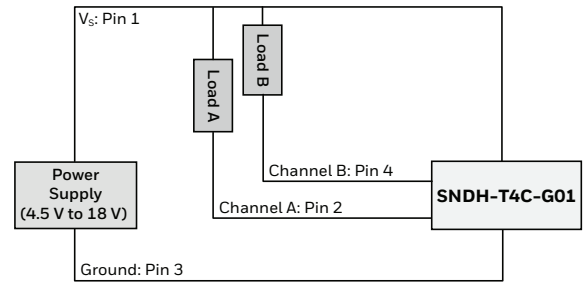 Vₛ: Pin 1
Load A
Load B
Channel B: Pin 4
Power
Supply
(4.5 V to 18 V)
SNDH-T4C-G01
Channel A: Pin 2
Ground: Pin 3